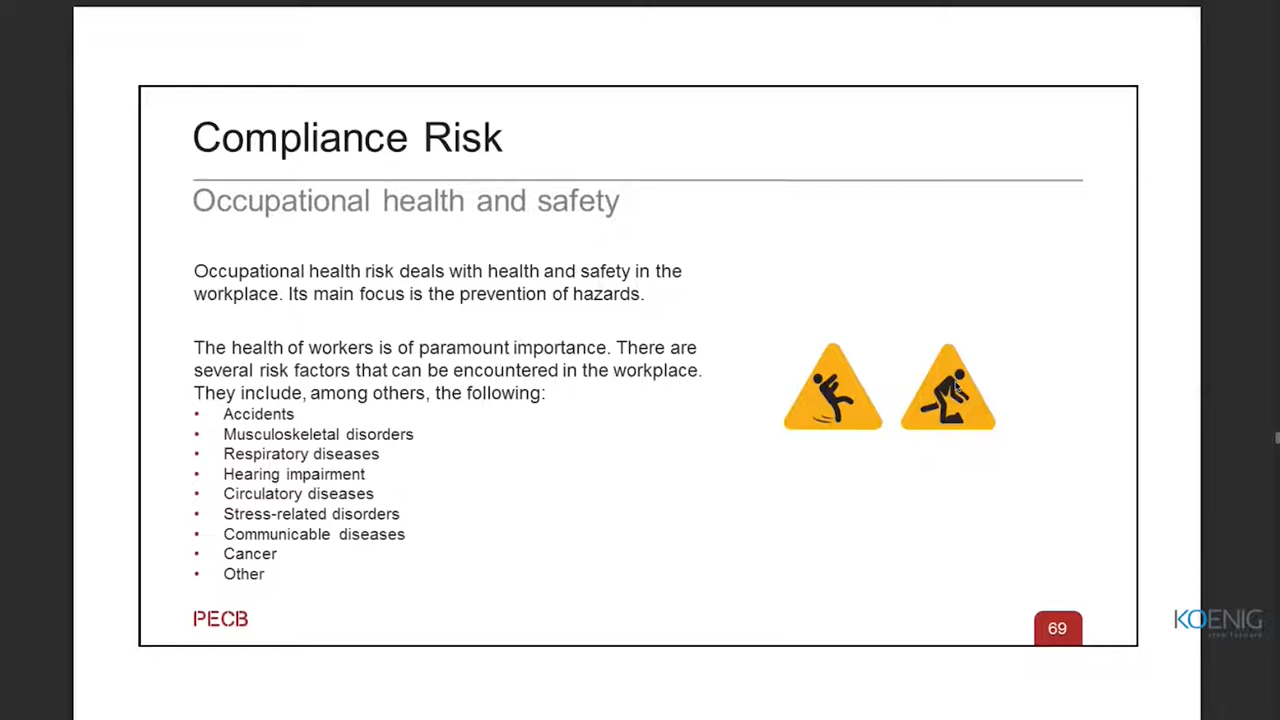 Compliance Risk
Occupational health and safety
Occupational health risk deals with health and safety in the
workplace. Its main focus is the prevention of hazards.
The health of workers is of paramount importance. There are
several risk factors that can be encountered in the workplace.
They include, among others, the following:
• Accidents
• Musculoskeletal disorders
• Respiratory diseases
• Hearing impairment
• Circulatory diseases
• Stress-related disorders
• Communicable diseases
• Cancer
• Other
PECB
69
KOENIG
step forward